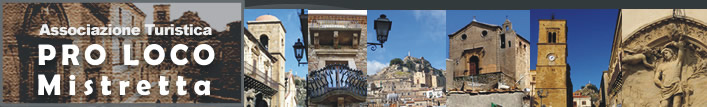 Associazione Turistica
PRO LOCO
Mistretta